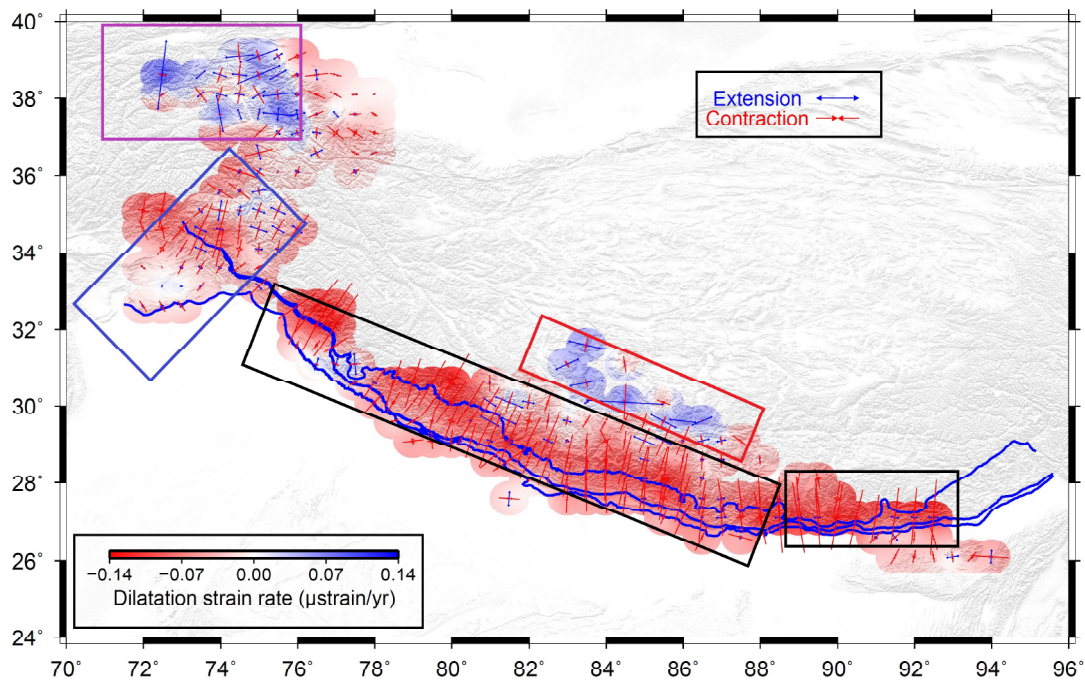 40°
38°
36°
34°
32°
30°
28°
26°
24°
Extension
Contraction
−0.14 −0.07 0.00 0.07 0.14
Dilatation strain rate (μstrain/yr)
70° 72° 74° 76° 78° 80° 82° 84° 86° 88° 90° 92° 94° 96°